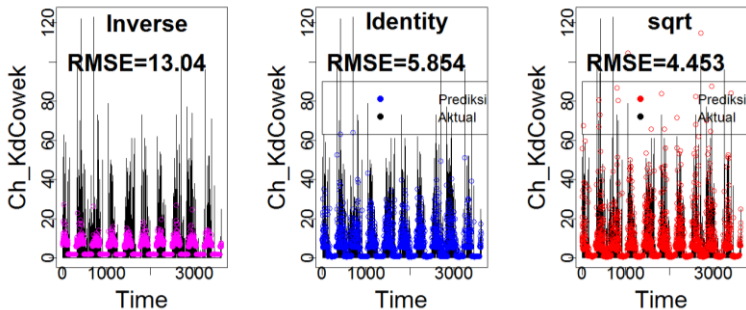 Inverse
RMSE=13.04
Ch_KdCowek
120
80
60
40
20
0
0 1000 3000
Time
Identity
RMSE=5.854
Prediksi
Aktual
Ch_KdCowek
120
80
60
40
20
0
0 1000 3000
Time
sqrt
RMSE=4.453
Prediksi
Aktual
Ch_KdCowek
120
80
60
40
20
0
0 1000 3000
Time